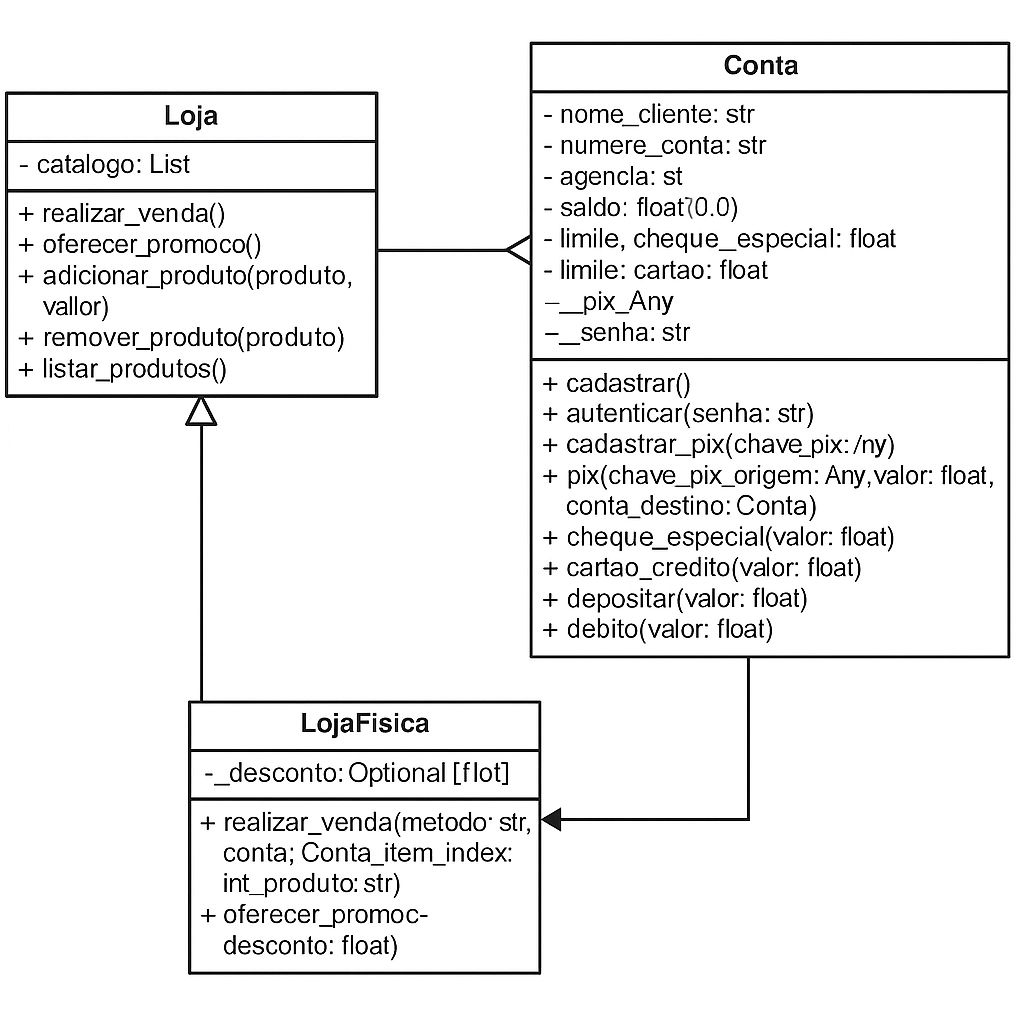 Loja
- catalogo: List
+ realizar_venda()
+ oferecer_promoco()
+ adicionar_produto(produto,
vallor)
+ remover_produto(produto)
+ listar_produtos()
Conta
- nome_cliente: str
- numere_conta: str
- agencla: st
- saldo: float(0.0)
- limile, cheque_especial: float
- limile: cartao: float
–__pix_Any
–__senha: str
+ cadastrar()
+ autenticar(senha: str)
+ cadastrar_pix(chave_pix: /ny)
+ pix(chave_pix_origem: Any, valor: float,
conta_destino: Conta)
+ cheque_especial(valor: float)
+ cartao_credito(valor: float)
+ depositar(valor: float)
+ debito(valor: float)
LojaFisica
-_desconto: Optional [flot]
+ realizar_venda(metodo· str,
conta; Conta_item_index:
int_produto: str)
+ oferecer_promoc-
desconto: float)